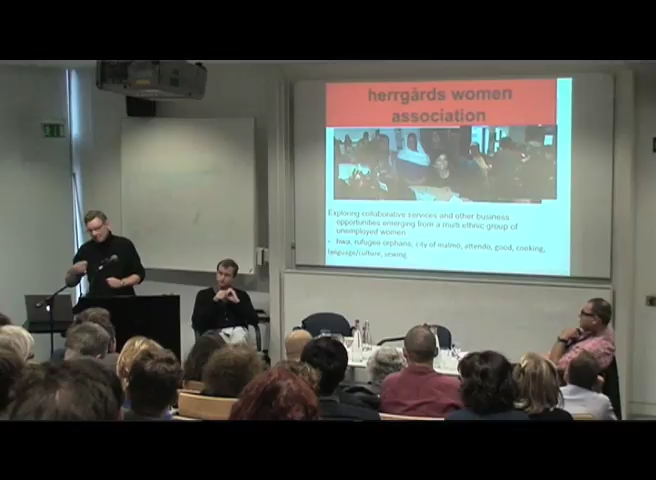 herrgårds women
association
Exploring collaborative services and other business
opportunities emerging from a multi ethnic group of
unemployed women
- hwa, refugee orphans, city of malmo, attendo, good, cooking,
language/culture, sewing